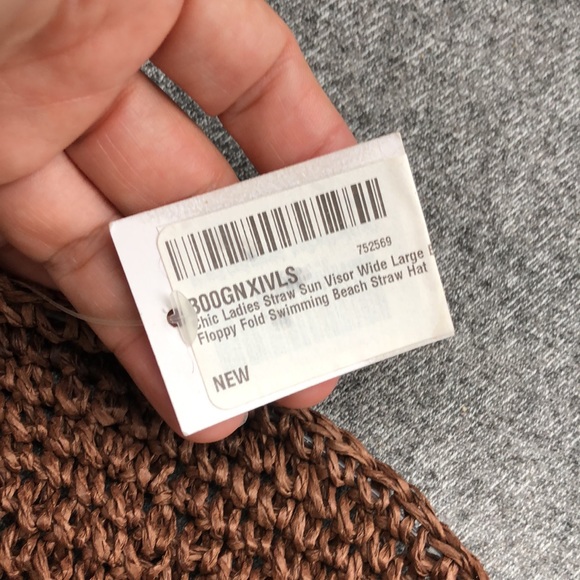 752569
B00GNXIVLS
Chic Ladies Straw Sun Visor Wide Large
Floppy Fold Swimming Beach Straw Hat
NEW